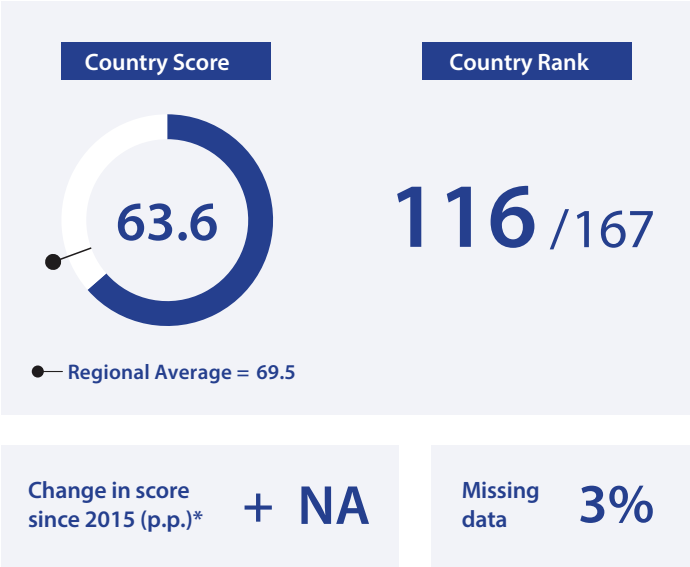 Country Score
Country Rank
63.6
116 /167
Regional Average = 69.5
Change in score
since 2015 (p.p.)*
+ NA
Missing
data
3%